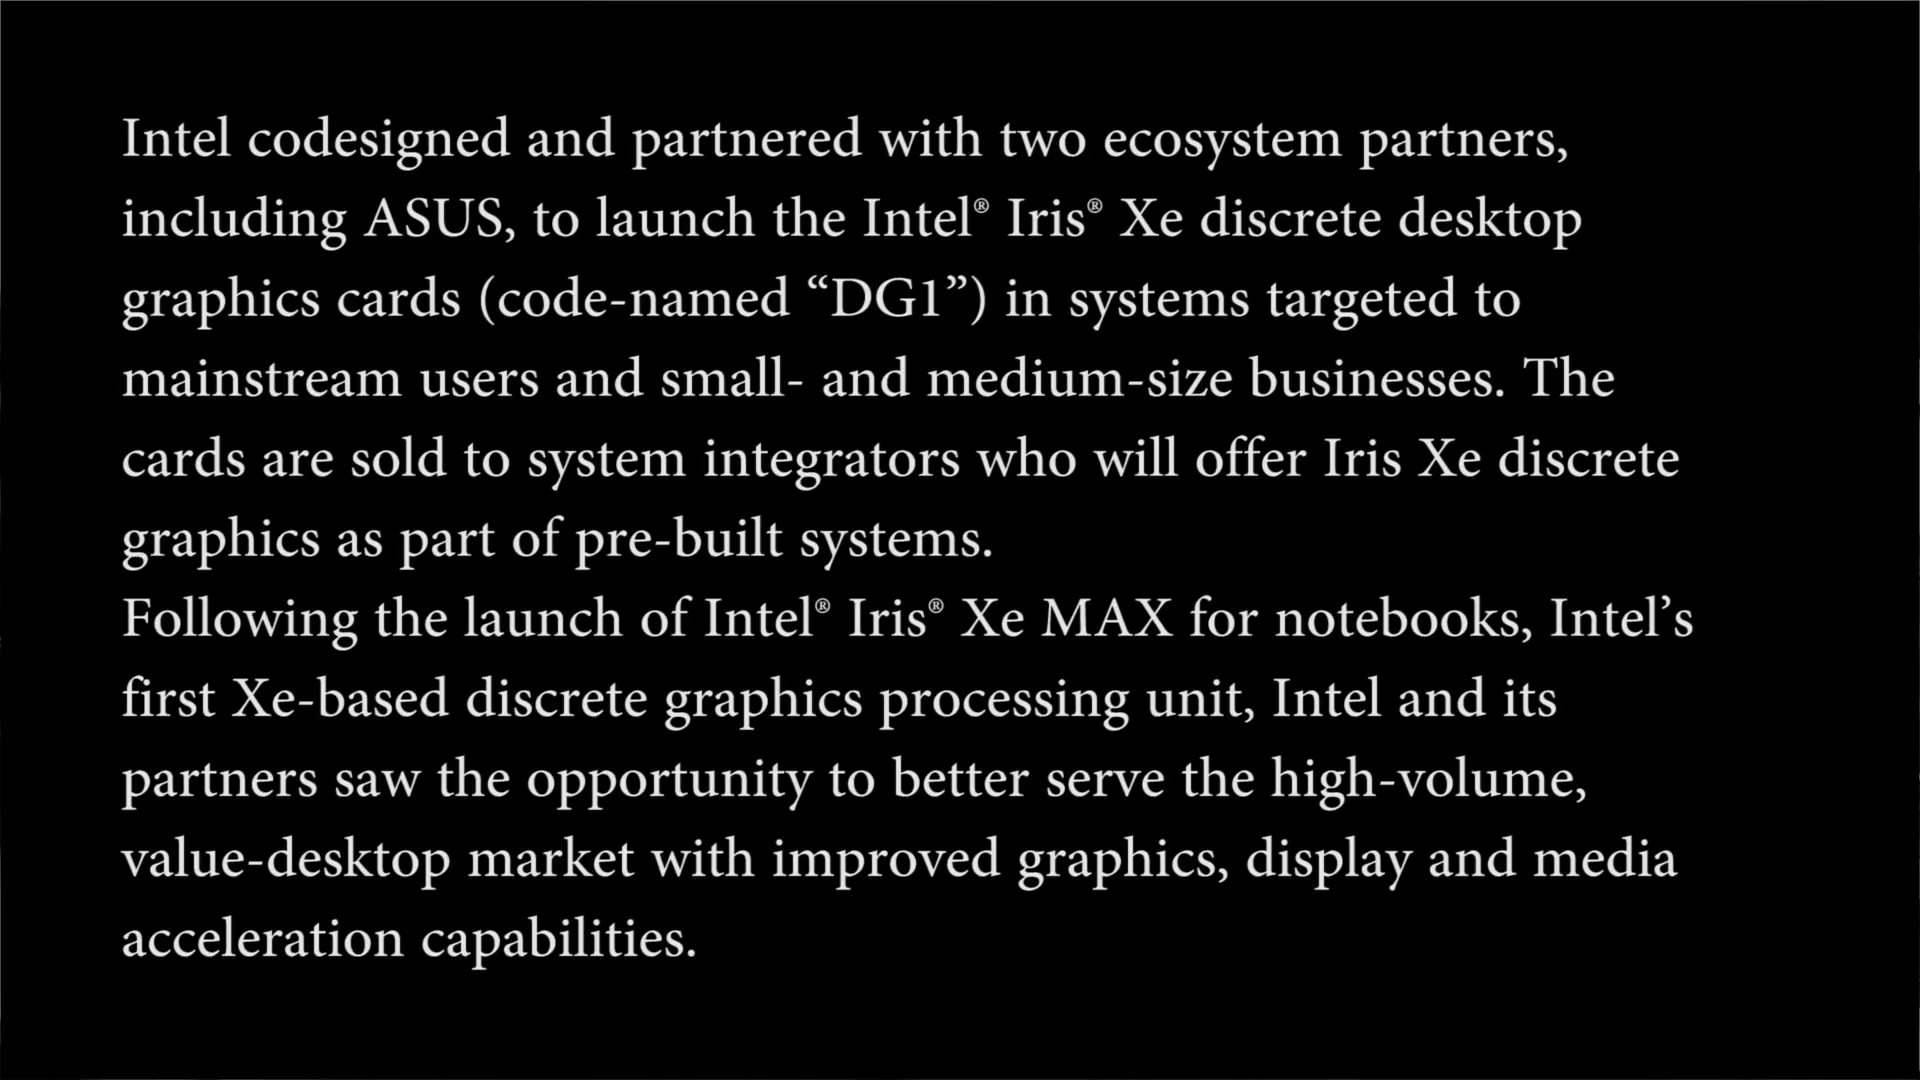 Intel codesigned and partnered with two ecosystem partners,
including ASUS, to launch the Intel® Iris® Xe discrete desktop
graphics cards (code-named “DG1”) in systems targeted to
mainstream users and small- and medium-size businesses. The
cards are sold to system integrators who will offer Iris Xe discrete
graphics as part of pre-built systems.
Following the launch of Intel® Iris® Xe MAX for notebooks, Intel’s
first Xe-based discrete graphics processing unit, Intel and its
partners saw the opportunity to better serve the high-volume,
value-desktop market with improved graphics, display and media
acceleration capabilities.